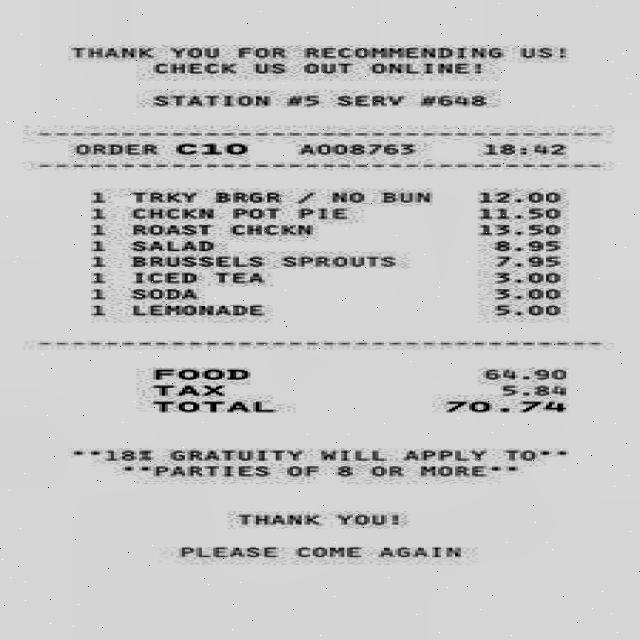 THANK YOU FOR RECOMMENDING US!
CHECK US OUT ONLINE!
STATION #5 SERV #648
ORDER C10 A008763 18:42
1 TRKY BRGR / NO BUN 12.00
1 CHCKN POT PIE 11.50
1 ROAST CHCKN 13.50
1 SALAD 8.95
1 BRUSSELS SPROUTS 7.95
1 ICED TEA 3.00
1 SODA 3.00
1 LEMONADE 5.00
FOOD 64.90
TAX 5.84
TOTAL 70.74
**18% GRATUITY WILL APPLY TO**
**PARTIES OF 8 OR MORE**
THANK YOU!
PLEASE COME AGAIN